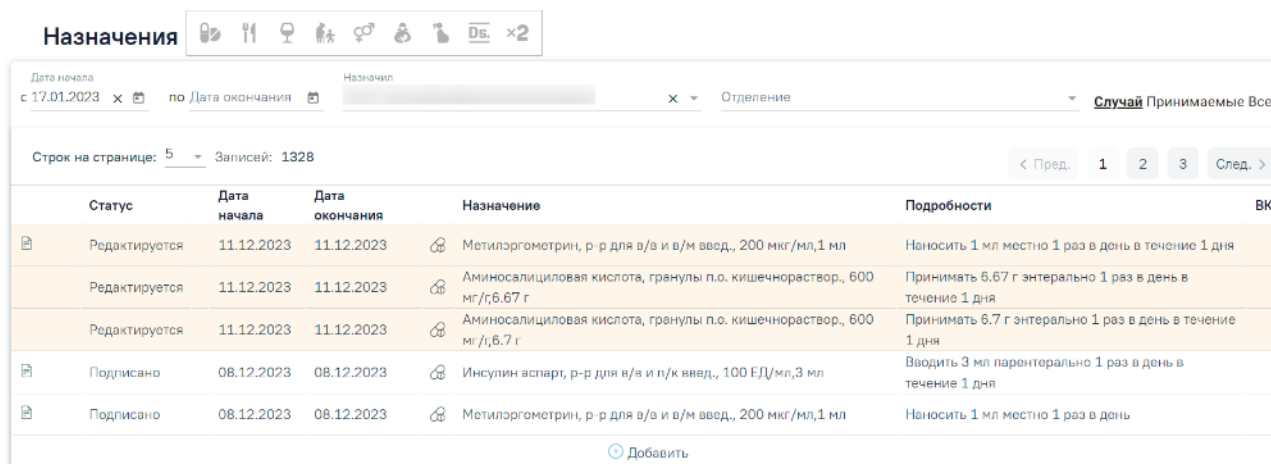 Назначения Ds. ×2
Дата начала Назначил
с 17.01.2023 по Дата окончания Отделение Случай Принимаемые Все
Строк на странице: 5 Записей: 1328
< Пред. 1 2 3 След. >
Статус Дата начала Дата окончания Назначение Подробности ВК
Редактируется 11.12.2023 11.12.2023 Метилэргометрин, р-р для в/в и в/м введ., 200 мкг/мл,1 мл Наносить 1 мл местно 1 раз в день в течение 1 дня
Редактируется 11.12.2023 11.12.2023 Аминосалициловая кислота, гранулы п.о. кишечнораствор., 600 мг/г,6.67 г Принимать 6.67 г энтерально 1 раз в день в течение 1 дня
Редактируется 11.12.2023 11.12.2023 Аминосалициловая кислота, гранулы п.о. кишечнораствор., 600 мг/г,6.7 г Принимать 6.7 г энтерально 1 раз в день в течение 1 дня
Подписано 08.12.2023 08.12.2023 Инсулин аспарт, р-р для в/в и п/к введ., 100 ЕД/мл,3 мл Вводить 3 мл парентерально 1 раз в день в течение 1 дня
Подписано 08.12.2023 08.12.2023 Метилэргометрин, р-р для в/в и в/м введ., 200 мкг/мл,1 мл Наносить 1 мл местно 1 раз в день
Добавить